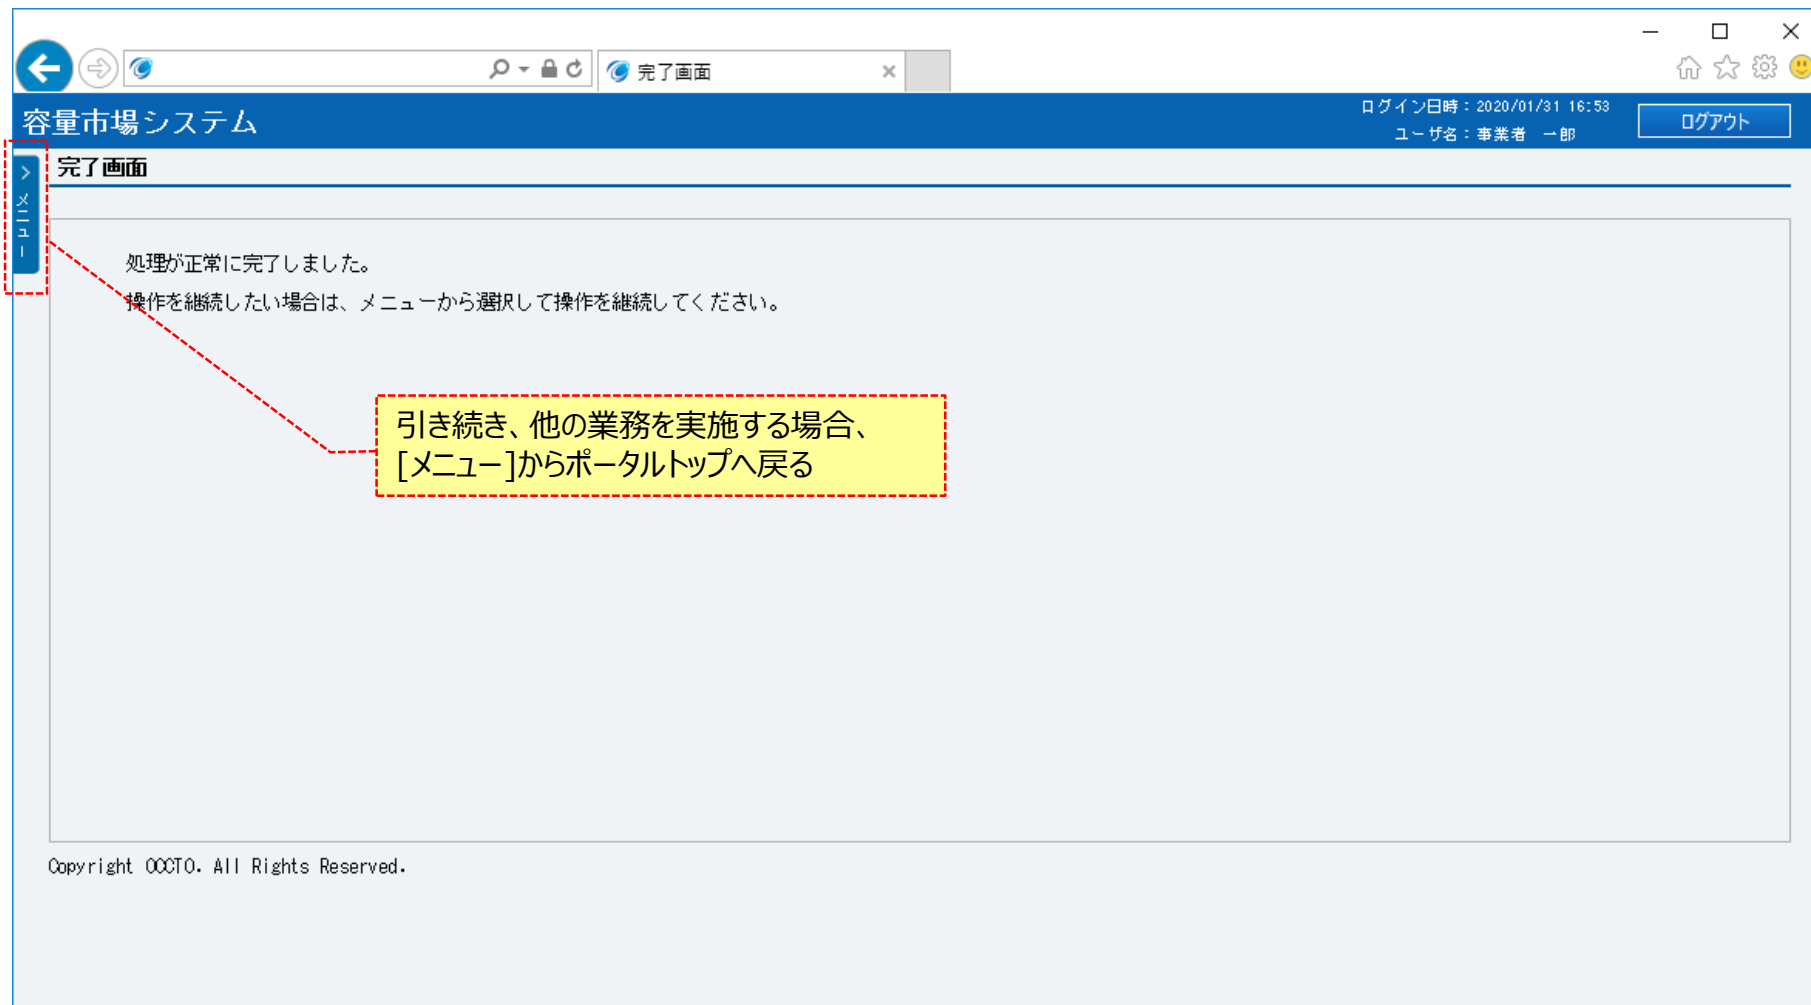 完了画面
容量市場システム
ログイン日時：2020/01/31 16:53
ユーザ名：事業者　一郎
ログアウト
メニュー
完了画面
処理が正常に完了しました。
操作を継続したい場合は、メニューから選択して操作を継続してください。
引き続き、他の業務を実施する場合、
[メニュー]からポータルトップへ戻る
Copyright OCCTO. All Rights Reserved.